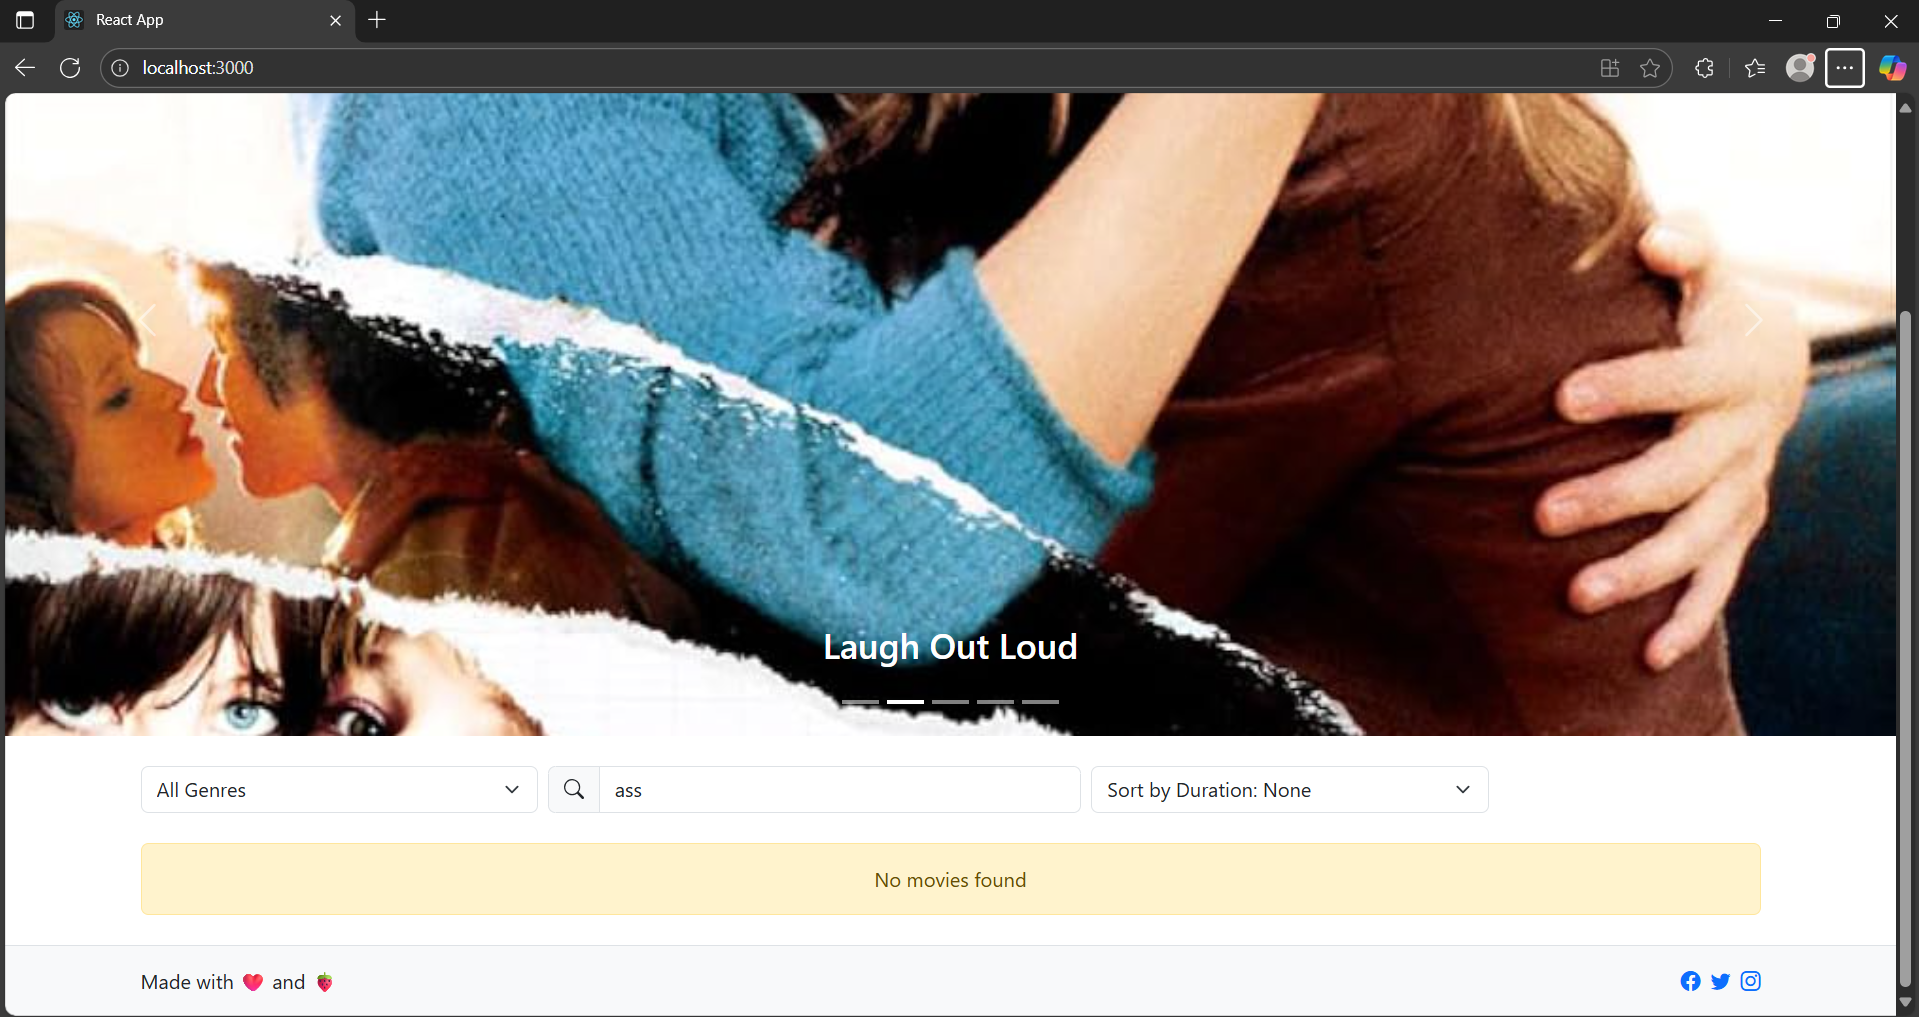 React App
localhost:3000
Laugh Out Loud
All Genres
ass
Sort by Duration: None
No movies found
Made with ❤️ and 🍓